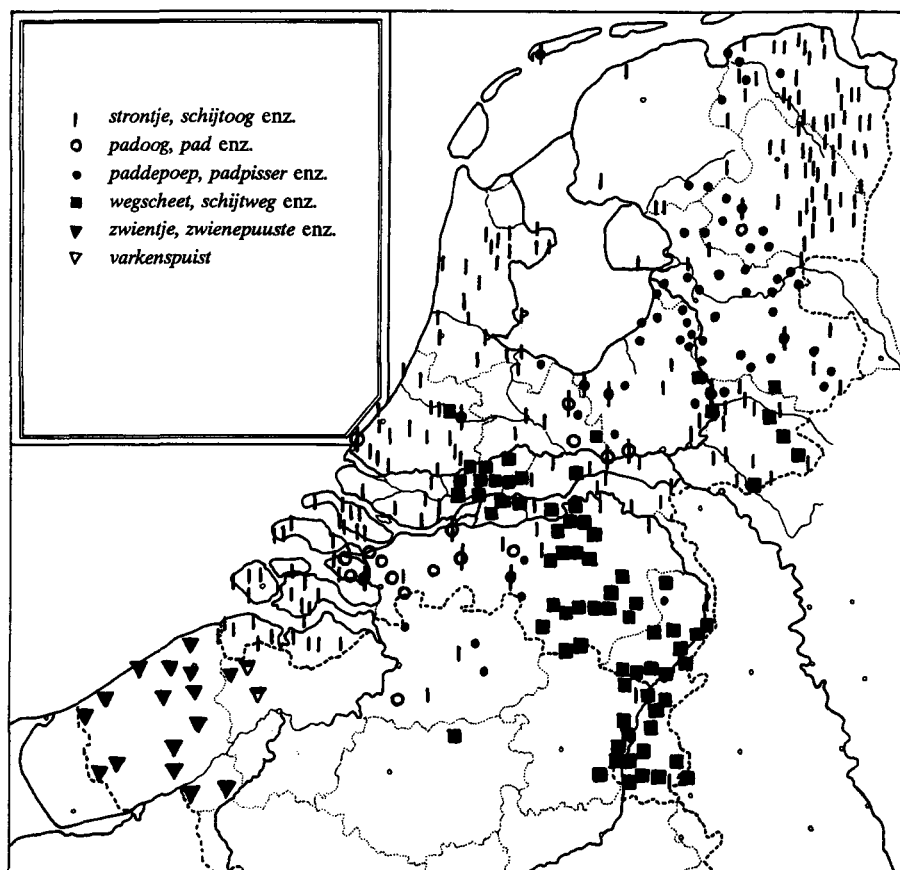 strontje, schijtoog enz.
padoog, pad enz.
paddepoep, padpisser enz.
wegscheet, schijtweg enz.
zwientje, zwienepuuste enz.
varkenspuist